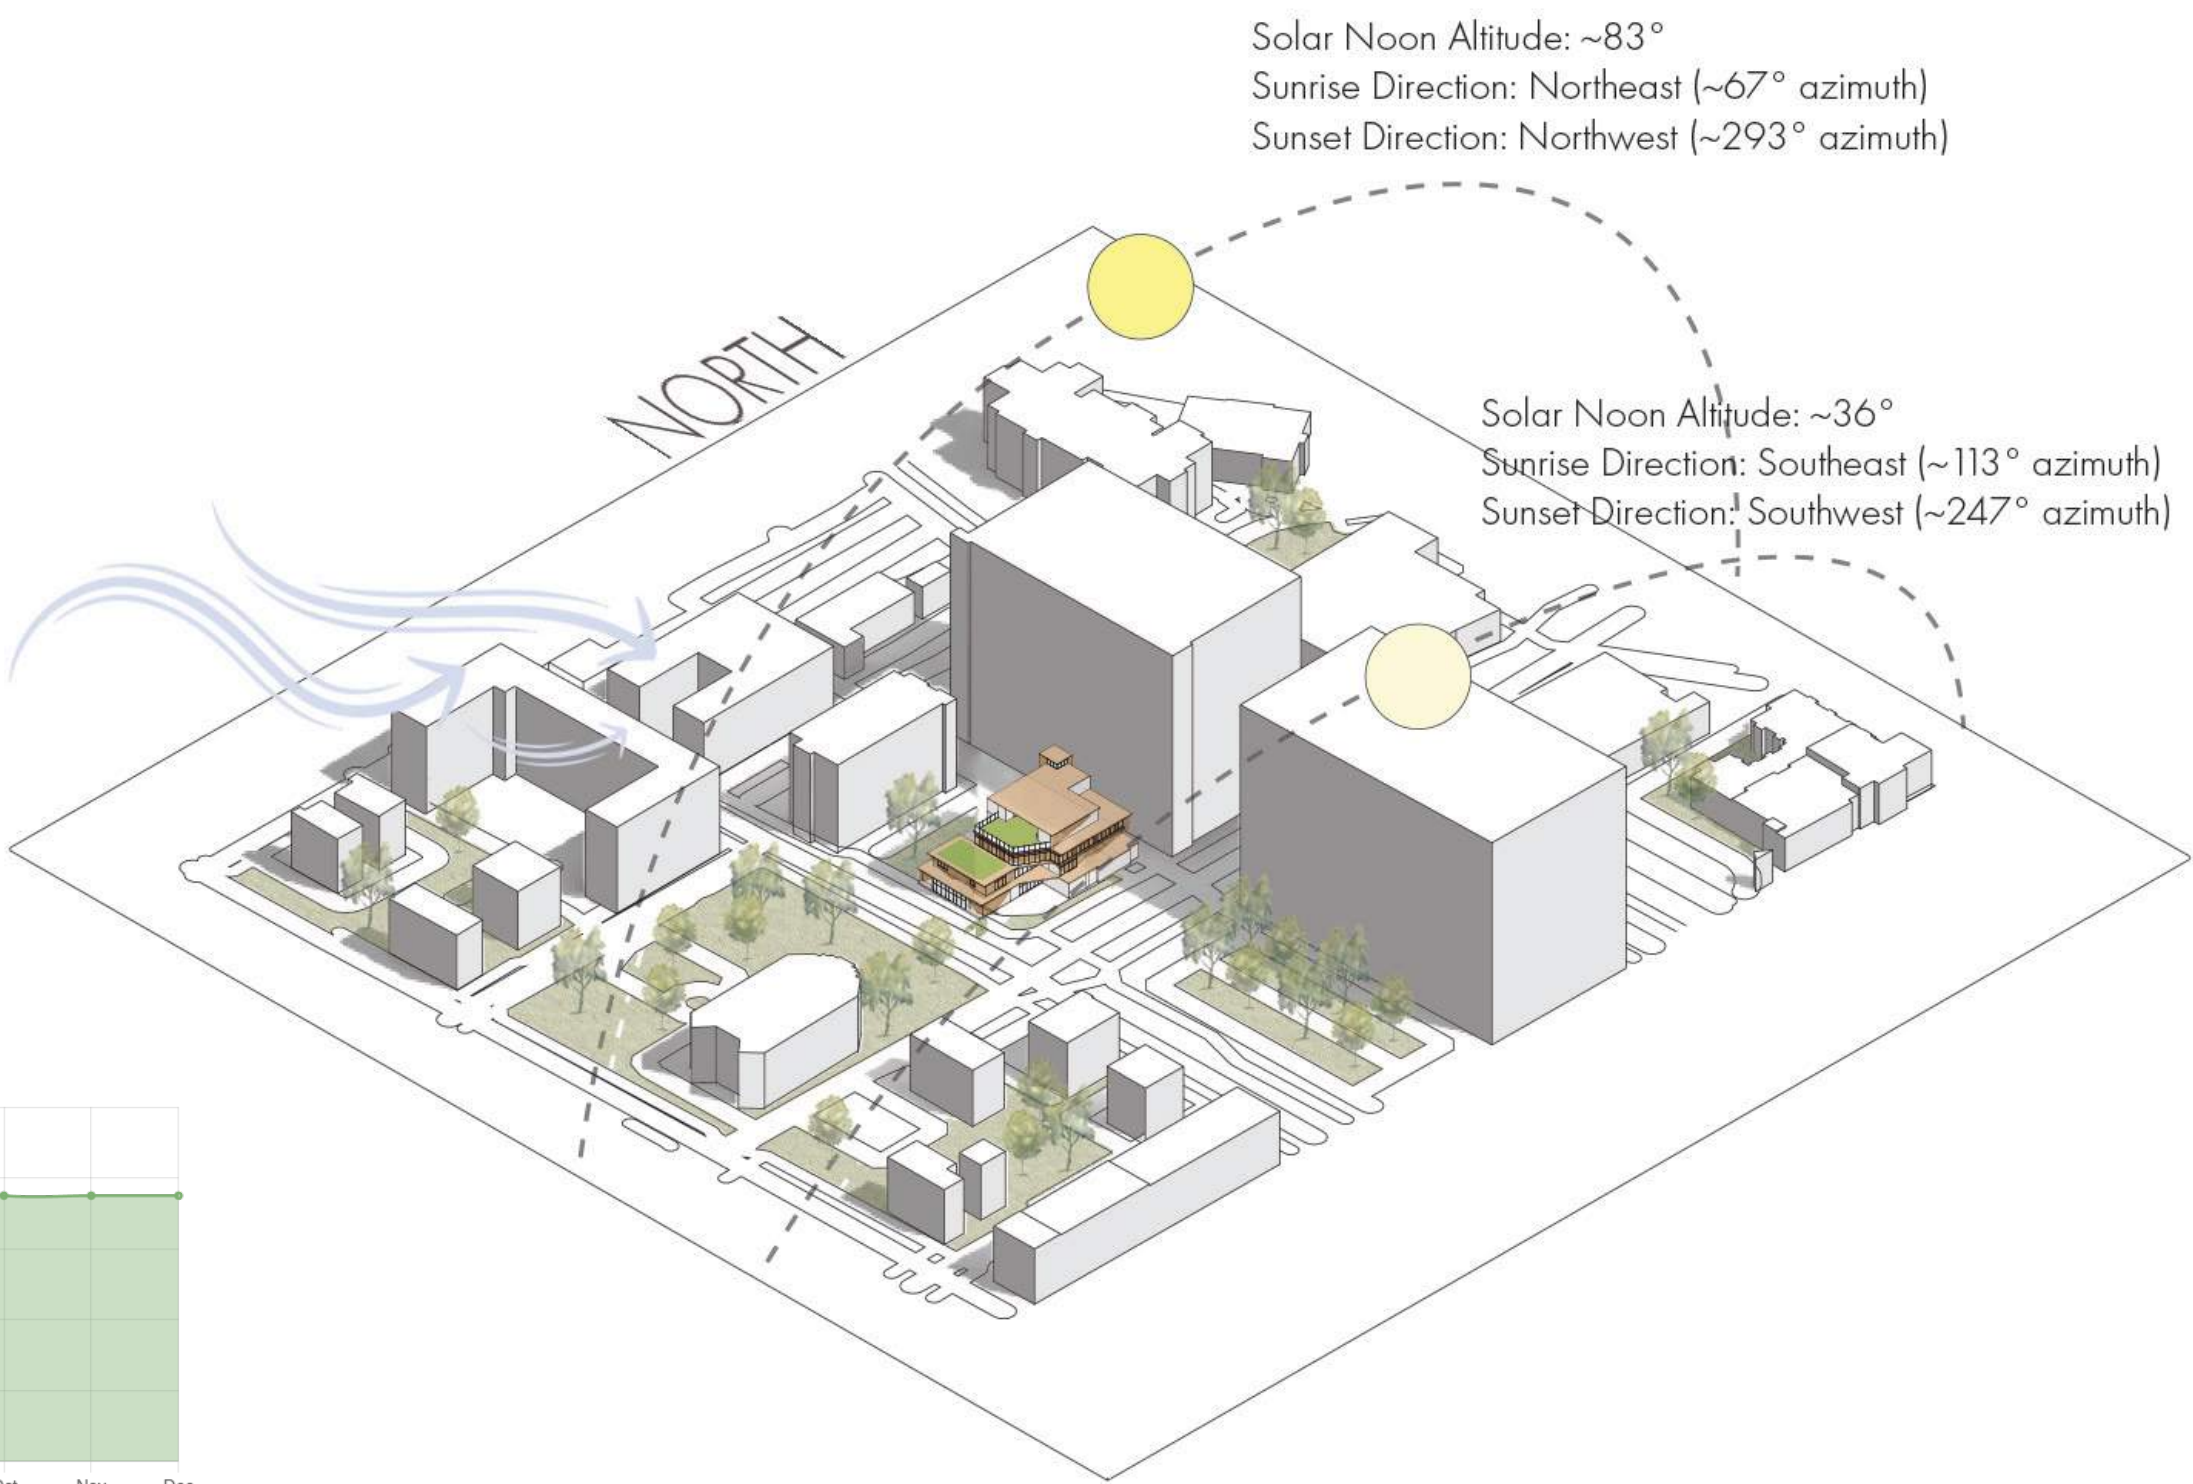 Solar Noon Altitude: ~83°
Sunrise Direction: Northeast (~67° azimuth)
Sunset Direction: Northwest (~293° azimuth)
NORTH
Solar Noon Altitude: ~36°
Sunrise Direction: Southeast (~113° azimuth)
Sunset Direction: Southwest (~247° azimuth)